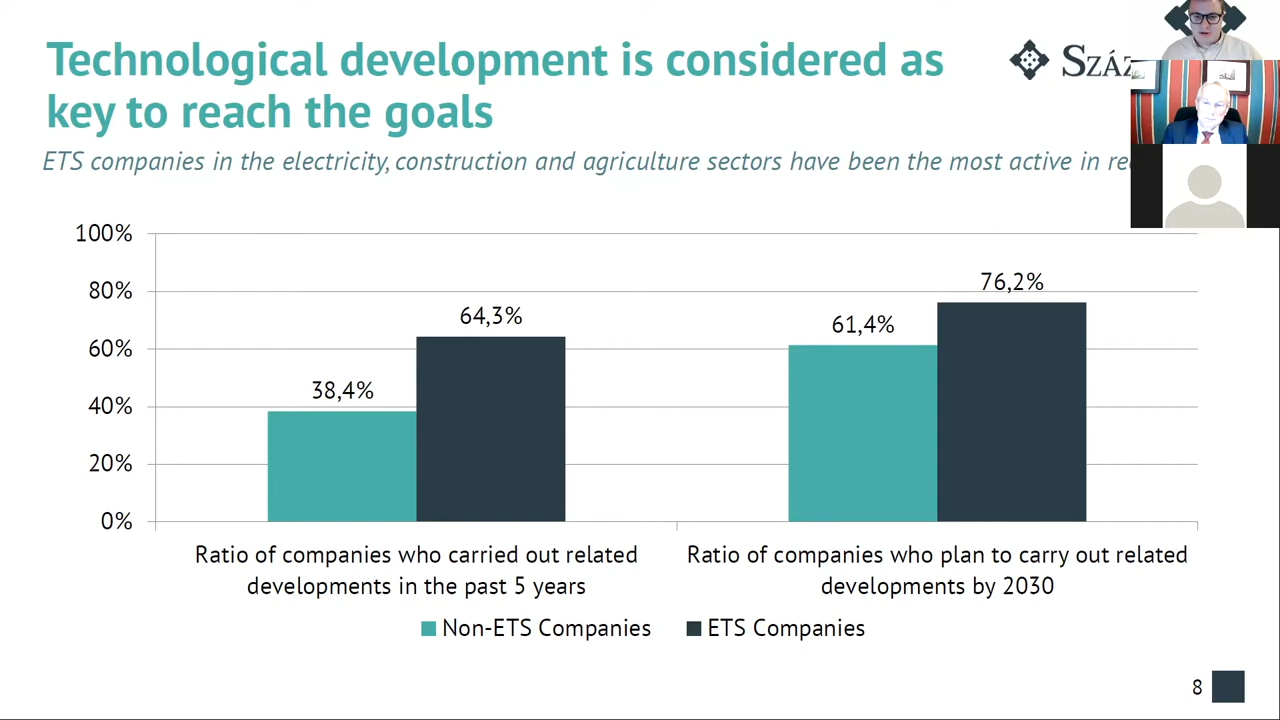 Technological development is considered as
key to reach the goals
ETS companies in the electricity, construction and agriculture sectors have been the most active in
100%
80%
60%
40%
20%
0%
38,4%
64,3%
61,4%
76,2%
Ratio of companies who carried out related
developments in the past 5 years
Ratio of companies who plan to carry out related
developments by 2030
Non-ETS Companies
ETS Companies
8